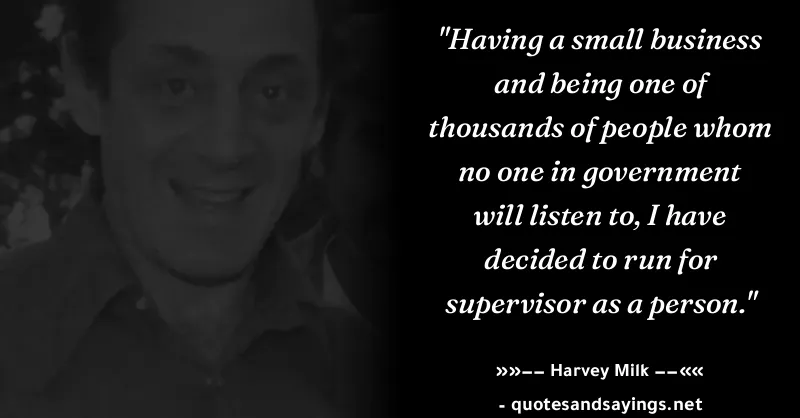 "Having a small business
and being one of
thousands of people whom
no one in government
will listen to, I have
decided to run for
supervisor as a person."
»»−− Harvey Milk −−««
- quotesandsayings.net